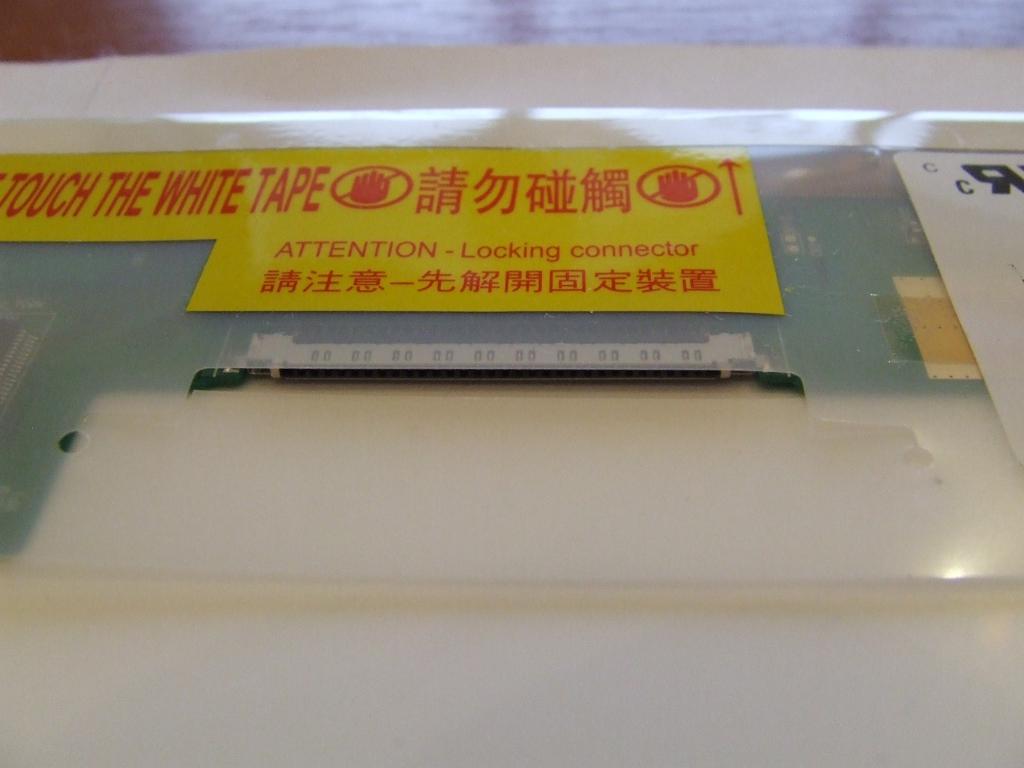 TOUCH THE WHITE TAPE 請勿碰觸 ↑
ATTENTION - Locking connector
請注意-先解開固定裝置
C
C